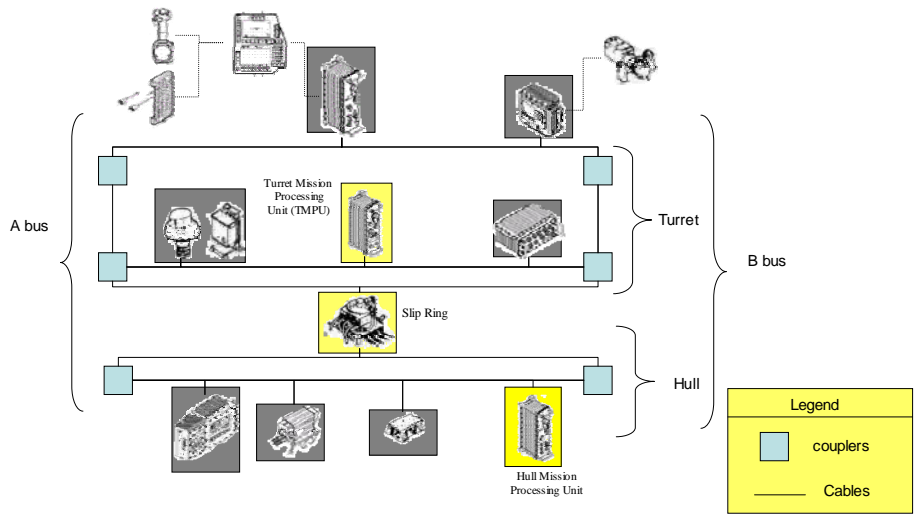 Turret Mission
Processing
Unit (TMPU)
A bus
Turret
B bus
Slip Ring
Hull
Legend
couplers
Cables
Hull Mission
Processing Unit